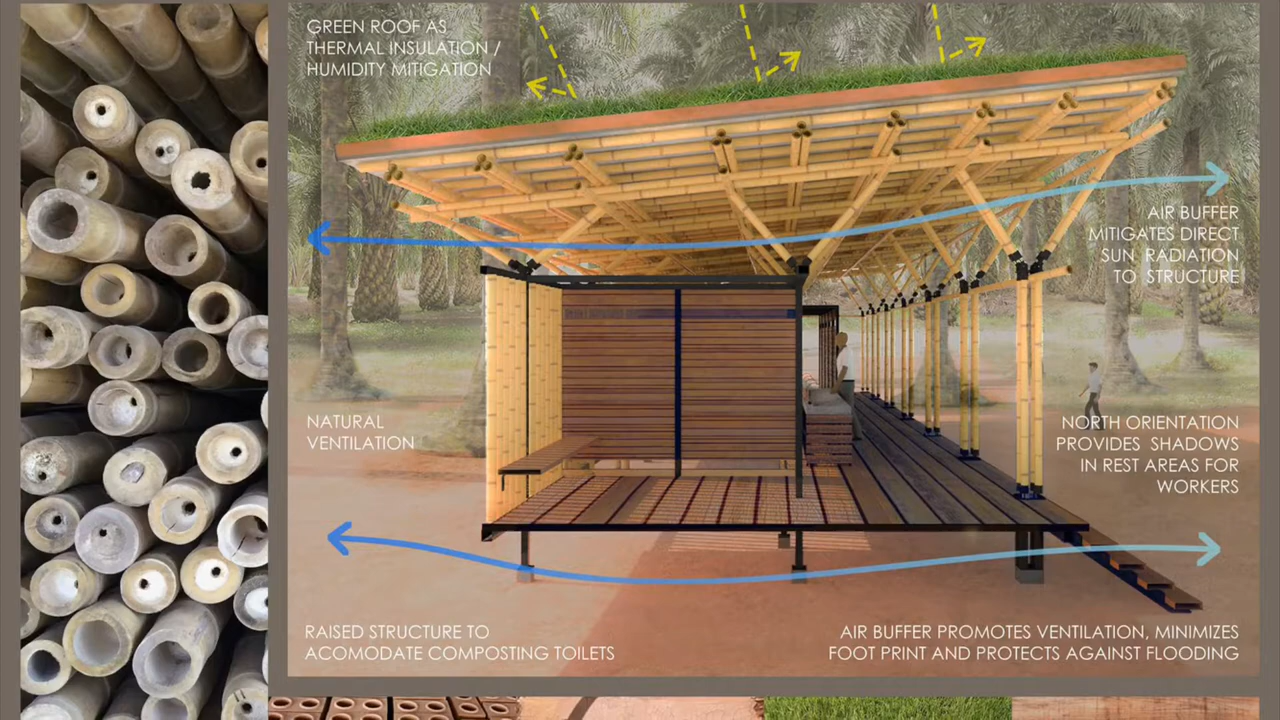 GREEN ROOF AS
THERMAL INSULATION /
HUMIDITY MITIGATION
AIR BUFFER
MITIGATES DIRECT
SUN RADIATION
TO STRUCTURE
NATURAL
VENTILATION
NORTH ORIENTATION
PROVIDES SHADOWS
IN REST AREAS FOR
WORKERS
RAISED STRUCTURE TO
ACOMODATE COMPOSTING TOILETS
AIR BUFFER PROMOTES VENTILATION, MINIMIZES
FOOT PRINT AND PROTECTS AGAINST FLOODING